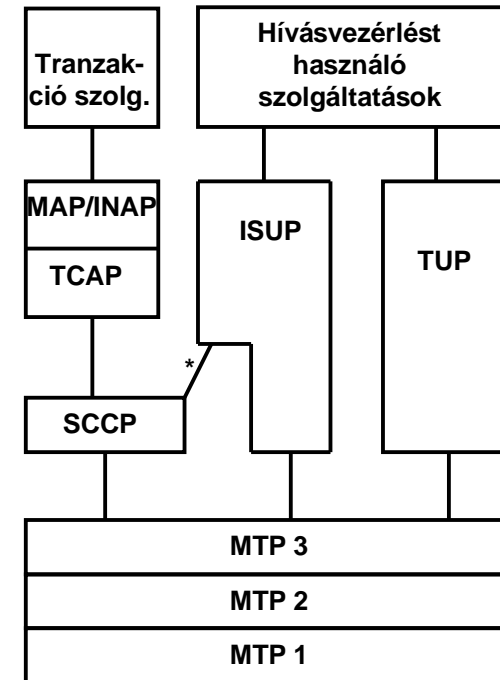 Tranzak-
ció szolg.
Hívásvezérlést
használó
szolgáltatások
MAP/INAP
TCAP
ISUP
TUP
*
SCCP
MTP 3
MTP 2
MTP 1